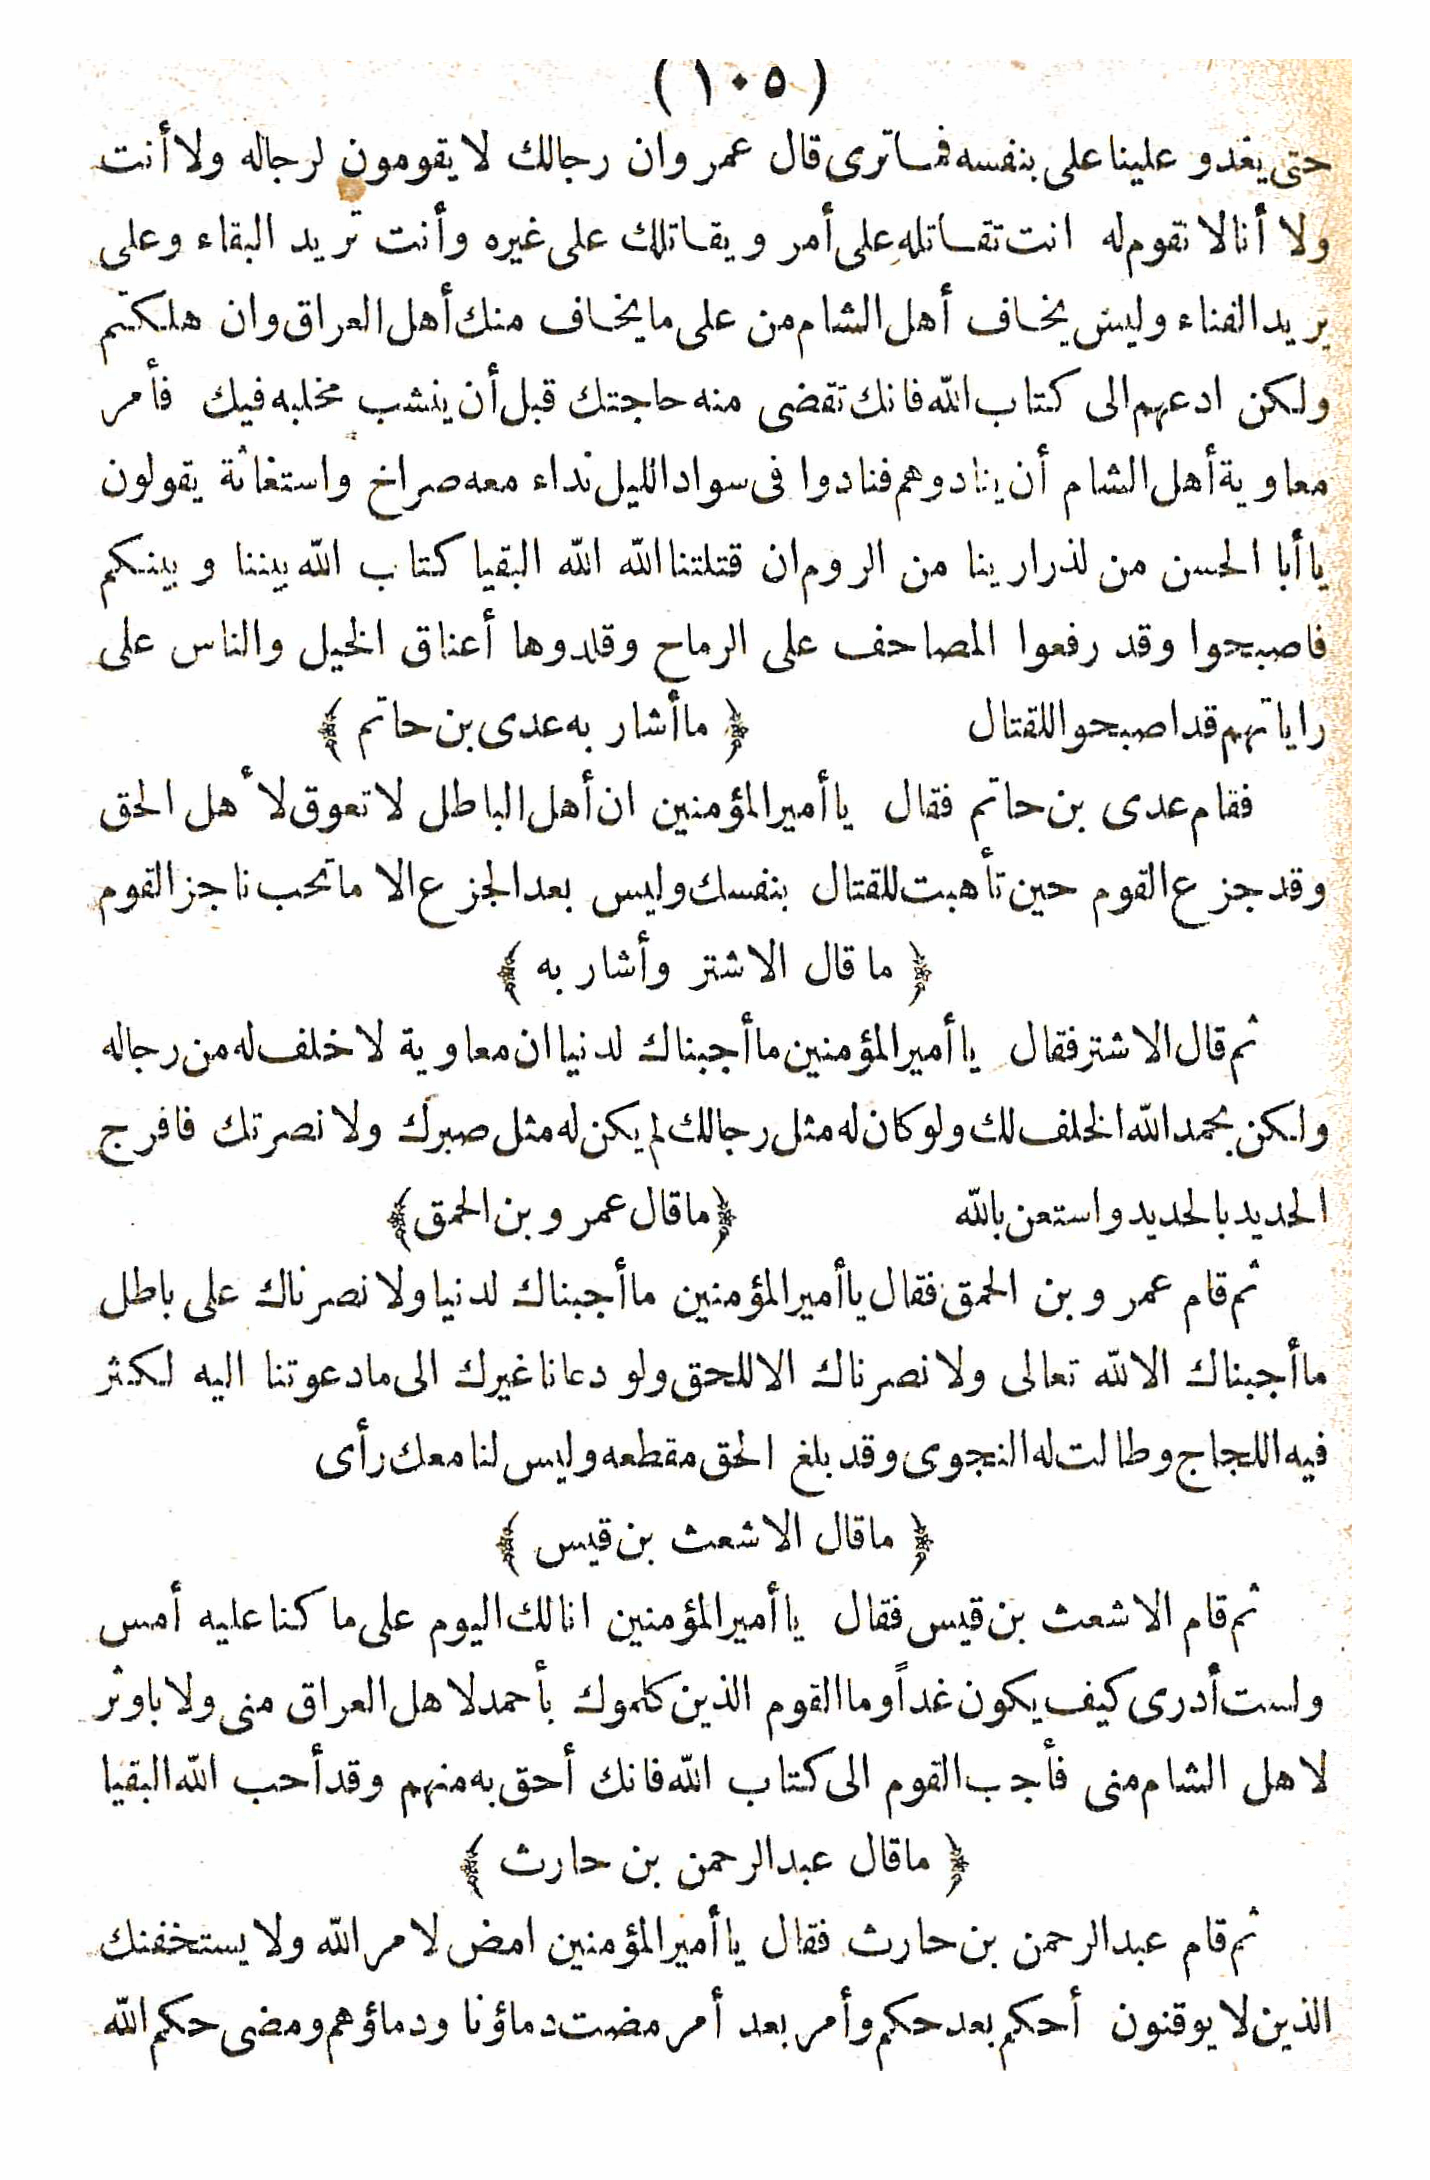 (١٠٥)
حتى يغدو علينا على بنفسه فما ترى قال عمر وان رجالك لا يقومون لرجاله ولا أنت
ولا أنا لا تقوم له انت تقاتله على أمر ويقاتلك على غيره وأنت تريد البقاء وعلى
يريد الفناء وليس يخاف أهل الشام من على ما يخاف منك أهل العراق وان هلكتم
ولكن ادعهم الى كتاب الله فانك تقضى منه حاجتك قبل أن ينشب مخلبه فيك فأمر
معاوية أهل الشام أن ينادوهم فنادوا فى سواد الليل نداء معه صراخ واستغاثة يقولون
يا أبا الحسن من لذرارينا من الروم ان قتلتنا الله الله البقيا كتاب الله بيننا وبينكم
فاصبحوا وقد رفعوا المصاحف على الرماح وقلدوها أعناق الخيل والناس على
راياتهم قد اصبحوا للقتال ﴿ ما أشار به عدى بن حاتم ﴾
فقام عدى بن حاتم فقال يا أمير المؤمنين ان أهل الباطل لا تعوق لأهل الحق
وقد جزع القوم حين تأهبت للقتال بنفسك وليس بعد الجزع الا ما تحب ناجز القوم
﴿ ما قال الاشتر وأشار به ﴾
ثم قال الاشتر فقال يا أمير المؤمنين ما أجبناك لدنيا ان معاوية لا خلف له من رجاله
ولكن بحمد الله الخلف لك ولو كان له مثل رجالك لم يكن له مثل صبرك ولا نصرتك فافرج
الحديد بالحديد واستعن بالله ﴿ ما قال عمرو بن الحمق ﴾
ثم قام عمرو بن الحمق فقال يا أمير المؤمنين ما أجبناك لدنيا ولا نصرناك على باطل
ما أجبناك الا لله تعالى ولا نصرناك الا للحق ولو دعانا غيرك الى ما دعوتنا اليه لكثر
فيه اللجاج وطالت له النجوى وقد بلغ الحق مقطعه وليس لنا معك رأى
﴿ ما قال الاشعث بن قيس ﴾
ثم قام الاشعث بن قيس فقال يا أمير المؤمنين انا لك اليوم على ما كنا عليه أمس
ولست أدرى كيف يكون غداً وما القوم الذين كلموك بأحمد لاهل العراق منى ولا باوثر
لاهل الشام منى فأجب القوم الى كتاب الله فانك أحق به منهم وقد أحب الله البقيا
﴿ ما قال عبد الرحمن بن حارث ﴾
ثم قام عبد الرحمن بن حارث فقال يا أمير المؤمنين امض لامر الله ولا يستخفنك
الذين لا يوقنون أحكم بعد حكم وأمر بعد أمر مضت دماؤنا ودماؤهم ومضى حكم الله